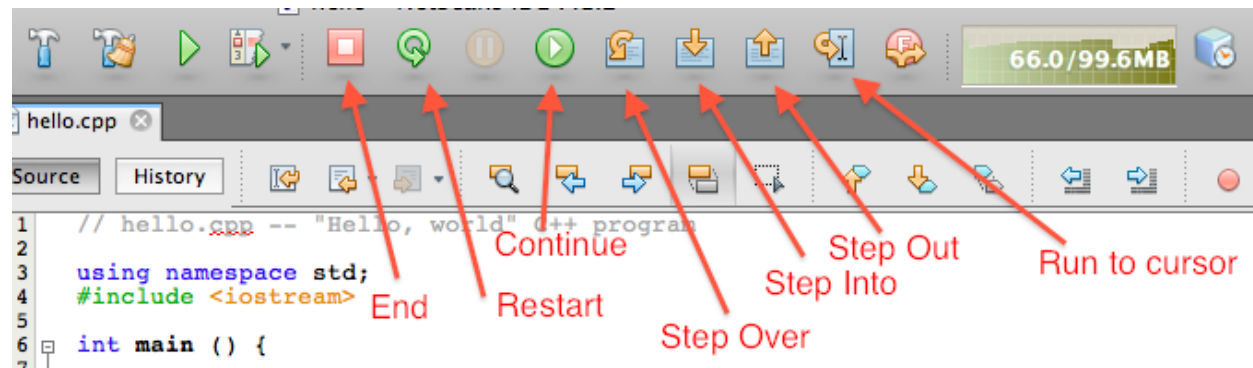 66.0/99.6MB
hello.cpp
Source History
1 // hello.cpp -- "Hello, world" C++ program
2
3 using namespace std;
4 #include <iostream>
5
6 int main () {
7
Continue
Step Out
Run to cursor
Step Into
End
Restart
Step Over